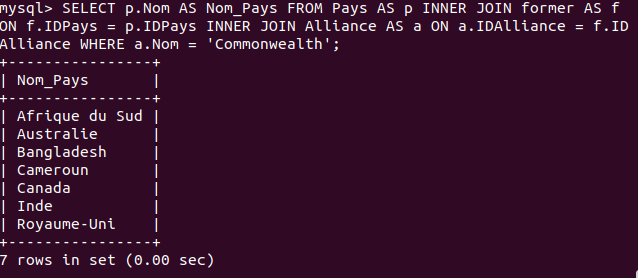 mysql> SELECT p.Nom AS Nom_Pays FROM Pays AS p INNER JOIN former AS f
ON f.IDPays = p.IDPays INNER JOIN Alliance AS a ON a.IDAlliance = f.ID
Alliance WHERE a.Nom = 'Commonwealth';
+----------------+
| Nom_Pays       |
+----------------+
| Afrique du Sud |
| Australie      |
| Bangladesh     |
| Cameroun       |
| Canada         |
| Inde           |
| Royaume-Uni    |
+----------------+
7 rows in set (0.00 sec)